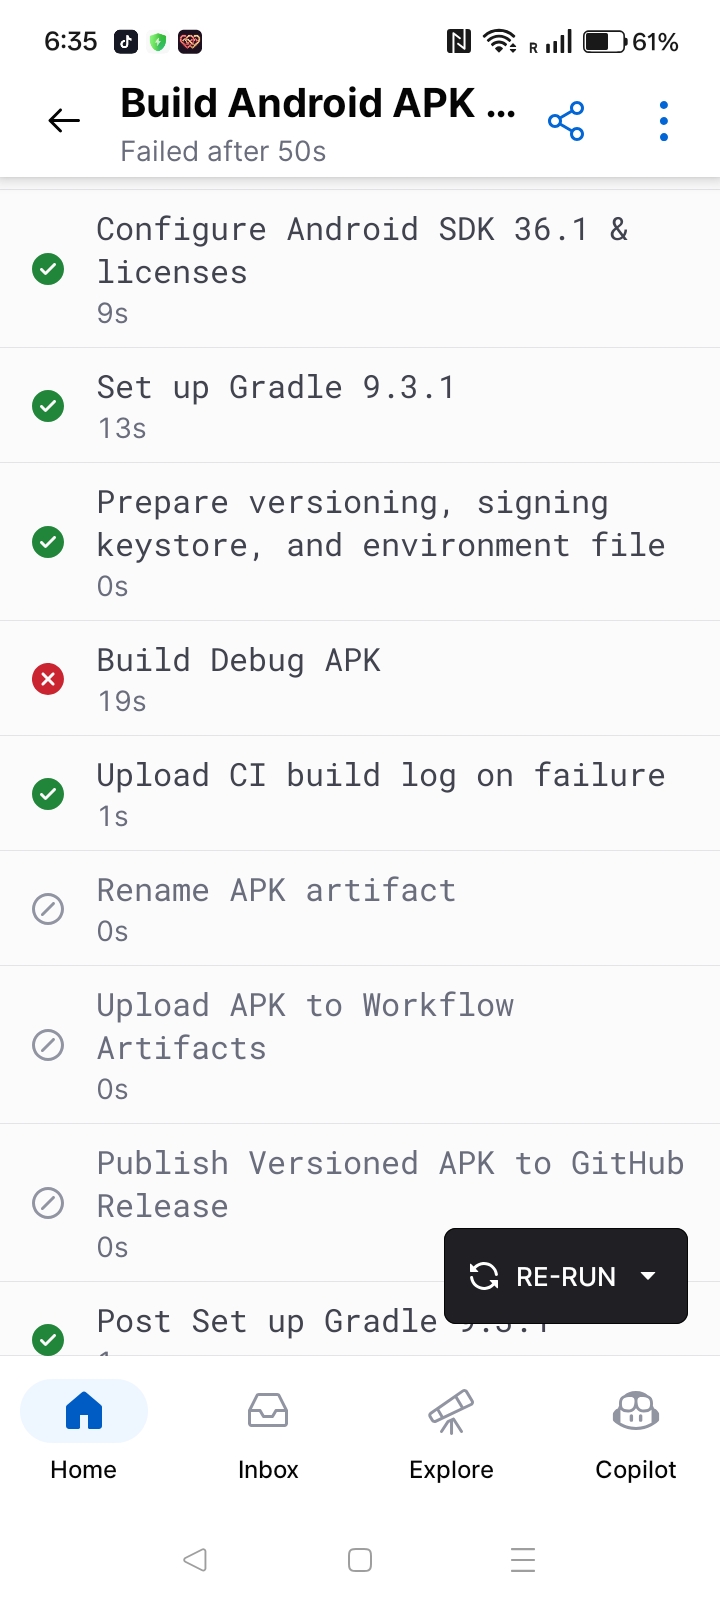 6:35
R
61%
Build Android APK ...
Failed after 50s
Configure Android SDK 36.1 &
licenses
9s
Set up Gradle 9.3.1
13s
Prepare versioning, signing
keystore, and environment file
0s
Build Debug APK
19s
Upload CI build log on failure
1s
Rename APK artifact
0s
Upload APK to Workflow
Artifacts
0s
Publish Versioned APK to GitHub
Release
0s
RE-RUN
Post Set up Gradle 9.3.1
Home
Inbox
Explore
Copilot